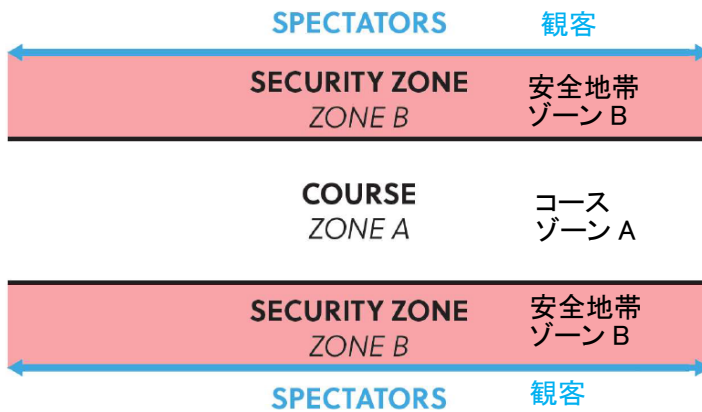 SPECTATORS 観客
SECURITY ZONE 安全地帯
ZONE B ゾーン B
COURSE コース
ZONE A ゾーン A
SECURITY ZONE 安全地帯
ZONE B ゾーン B
SPECTATORS 観客